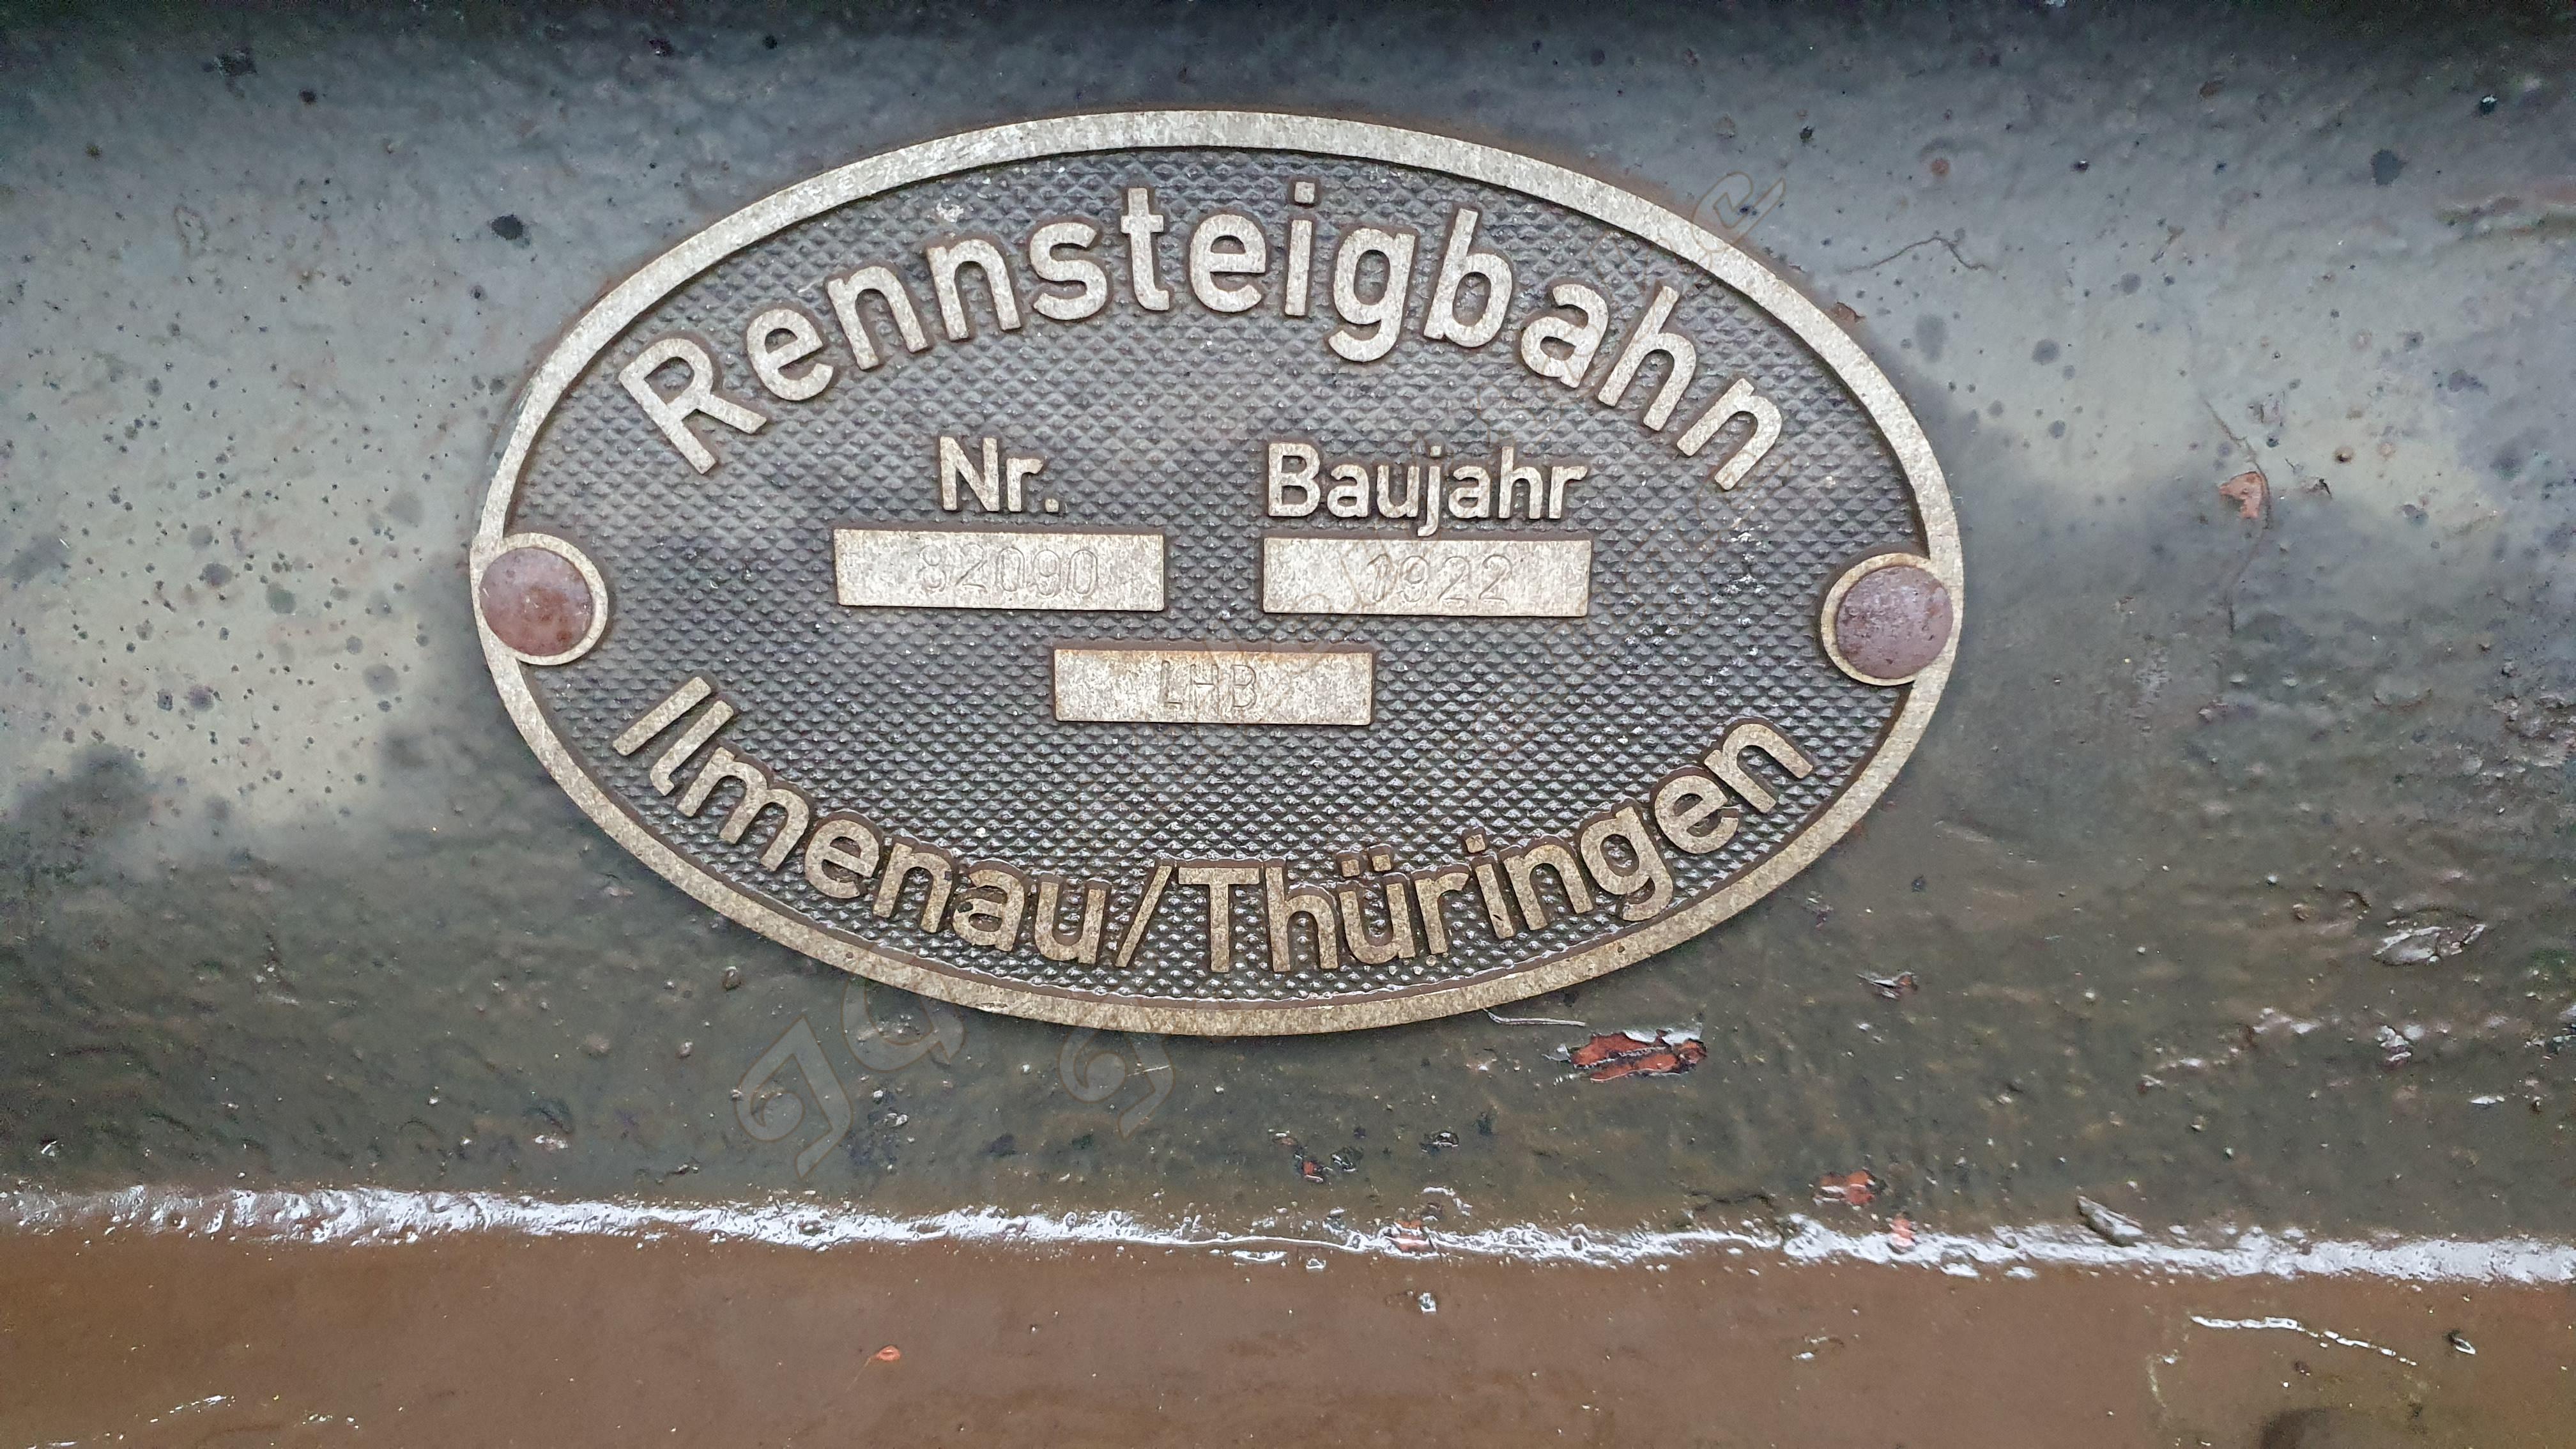 Rennsteigbahn
Nr. Baujahr
82090 1922
LHB
Ilmenau/Thüringen